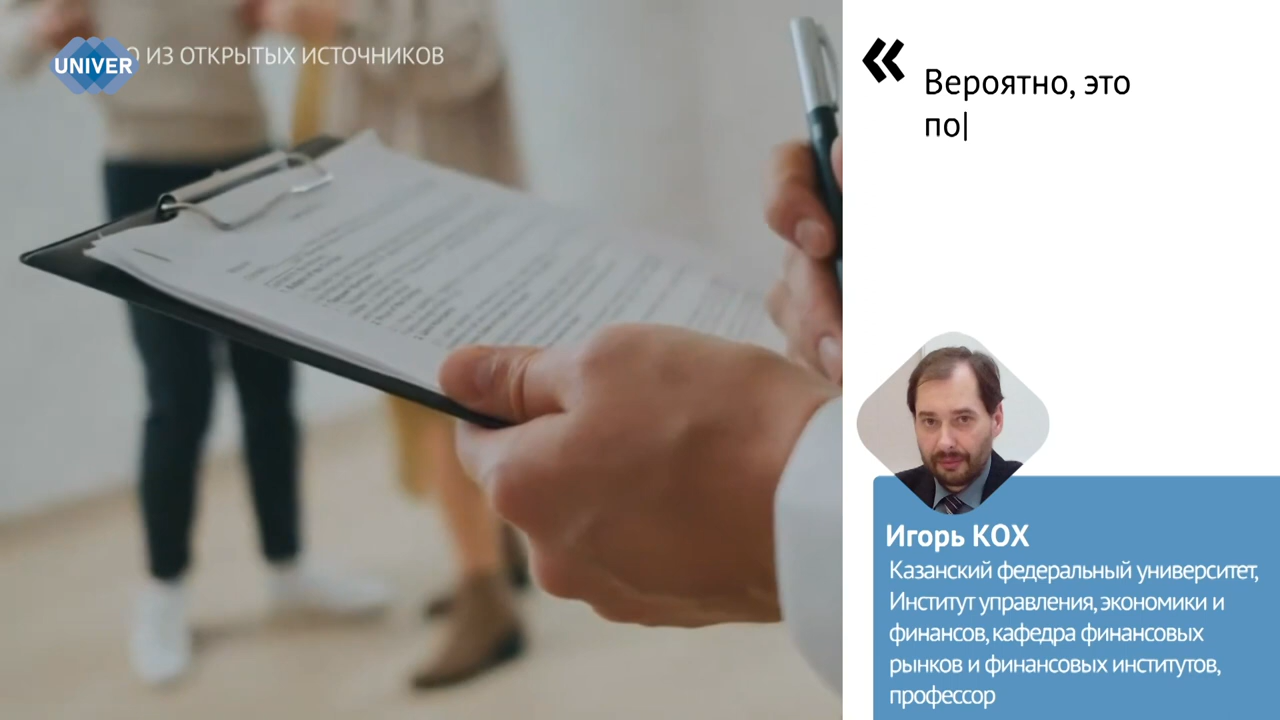 UNIVER
О ИЗ ОТКРЫТЫХ ИСТОЧНИКОВ
«
Вероятно, это
по|
Игорь КОХ
Казанский федеральный университет,
Институт управления, экономики и
финансов, кафедра финансовых
рынков и финансовых институтов,
профессор